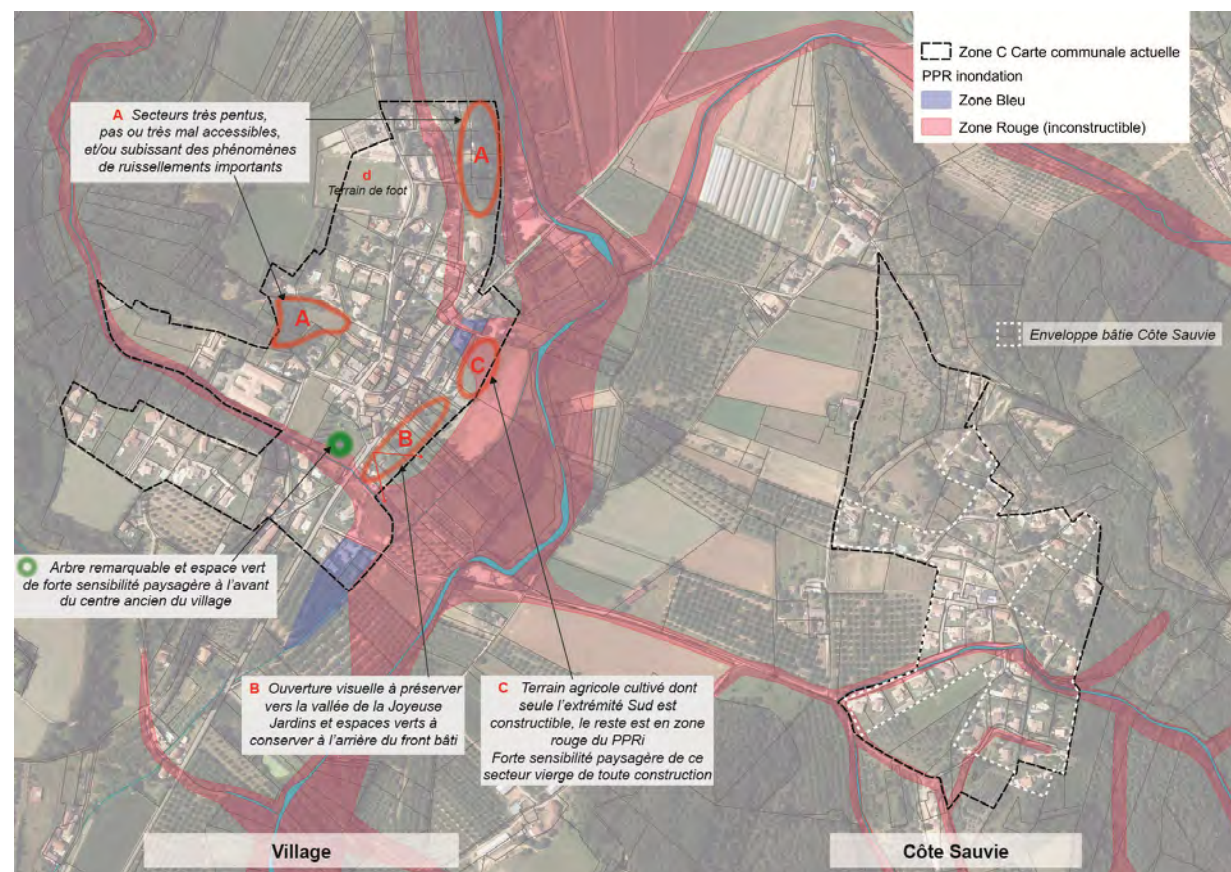 Zone C Carte communale actuelle
PPR inondation
Zone Bleu
Zone Rouge (inconstructible)
A Secteurs très pentus,
pas ou très mal accessibles,
et/ou subissant des phénomènes
de ruissellements importants
A
d
Terrain de foot
A
Enveloppe bâtie Côte Sauvie
C
B
Arbre remarquable et espace vert
de forte sensibilité paysagère à l'avant
du centre ancien du village
B Ouverture visuelle à préserver
vers la vallée de la Joyeuse
Jardins et espaces verts à
conserver à l'arrière du front bâti
C Terrain agricole cultivé dont
seule l'extrémité Sud est
constructible, le reste est en zone
rouge du PPRi
Forte sensibilité paysagère de ce
secteur vierge de toute construction
Village
Côte Sauvie